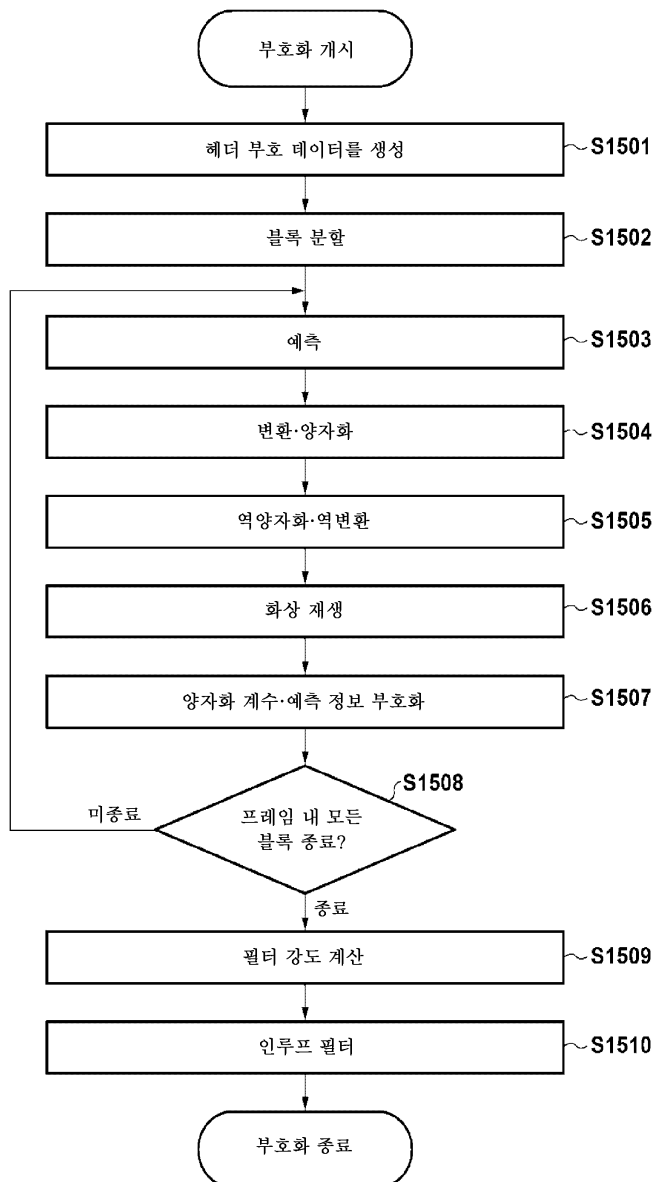 부호화 개시
헤더 부호 데이터를 생성
S1501
블록 분할
S1502
예측
S1503
변환·양자화
S1504
역양자화·역변환
S1505
화상 재생
S1506
양자화 계수·예측 정보 부호화
S1507
S1508
미종료
프레임 내 모든
블록 종료?
종료
필터 강도 계산
S1509
인루프 필터
S1510
부호화 종료